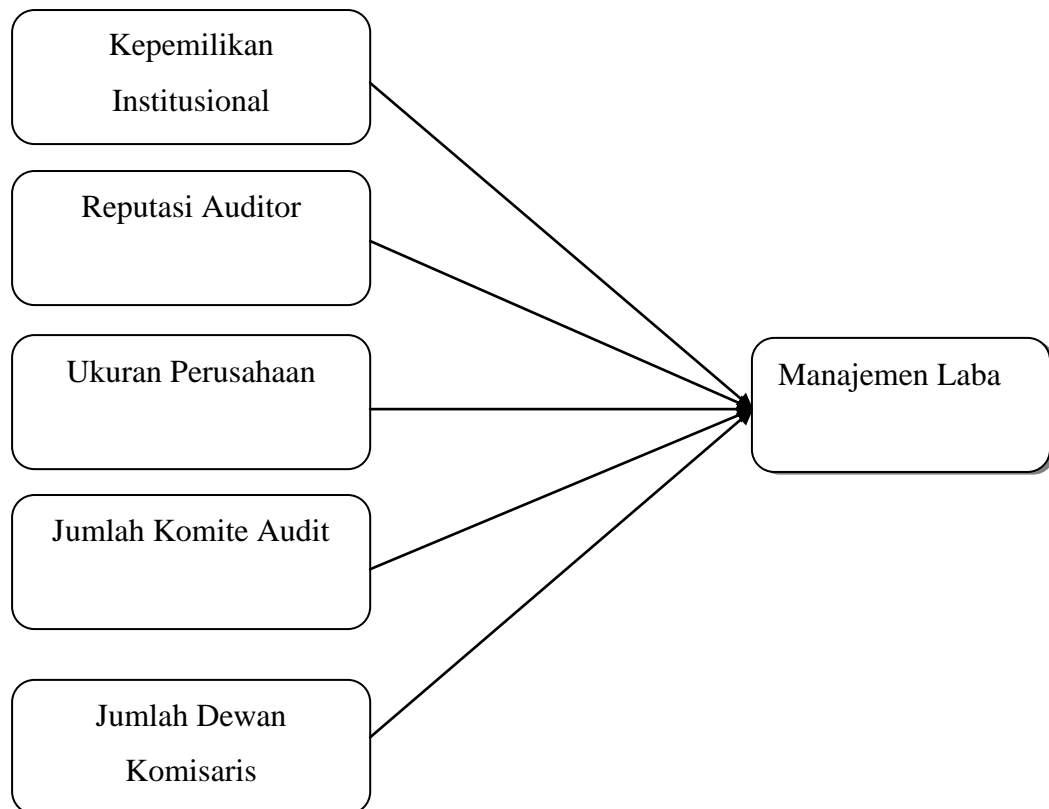 Kepemilikan
Institusional
Reputasi Auditor
Ukuran Perusahaan
Manajemen Laba
Jumlah Komite Audit
Jumlah Dewan
Komisaris